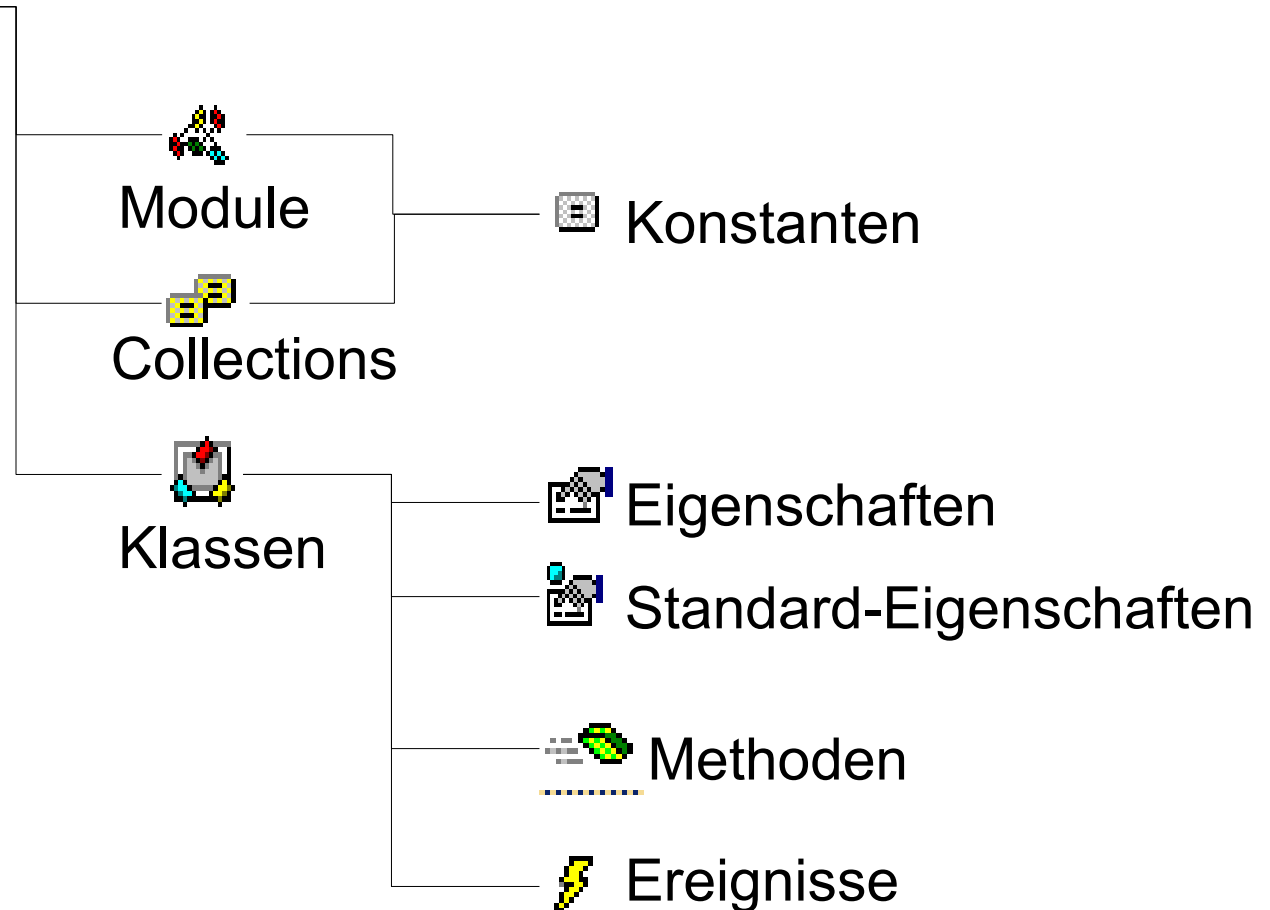 Module
Konstanten
Collections
Klassen
Eigenschaften
Standard-Eigenschaften
Methoden
Ereignisse